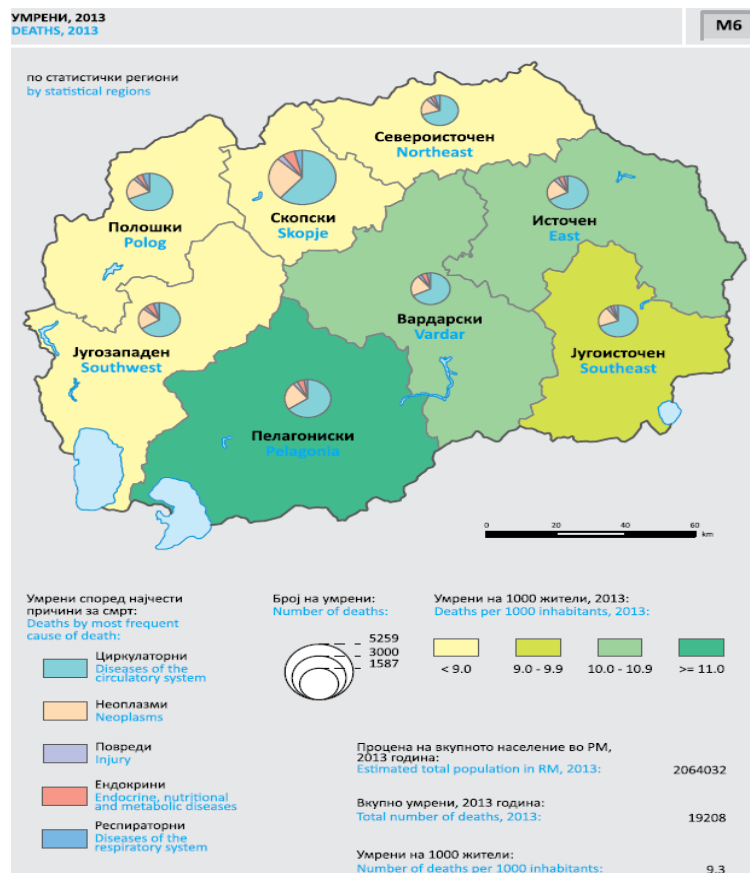 УМРЕНИ, 2013
DEATHS, 2013
М6
по статистички региони
by statistical regions
Североисточен
Northeast
Полошки
Polog
Скопски
Skopje
Источен
East
Вардарски
Vardar
Југозападен
Southwest
Југоисточен
Southeast
Пелагониски
Pelagonia
0 20 40 60
km
Умрени според најчести
причини за смрт:
Deaths by most frequent
cause of death:
Циркулаторни
Diseases of the
circulatory system
Неоплазми
Neoplasms
Повреди
Injury
Ендокрини
Endocrine, nutritional
and metabolic diseases
Респираторни
Diseases of the
respiratory system
Број на умрени:
Number of deaths:
5259
3000
1587
Умрени на 1000 жители, 2013:
Deaths per 1000 inhabitants, 2013:
< 9.0 9.0 - 9.9 10.0 - 10.9 >= 11.0
Процена на вкупното население во РМ,
2013 година:
Estimated total population in RM, 2013: 2064032
Вкупно умрени, 2013 година:
Total number of deaths, 2013: 19208
Умрени на 1000 жители:
Number of deaths per 1000 inhabitants: 9.3